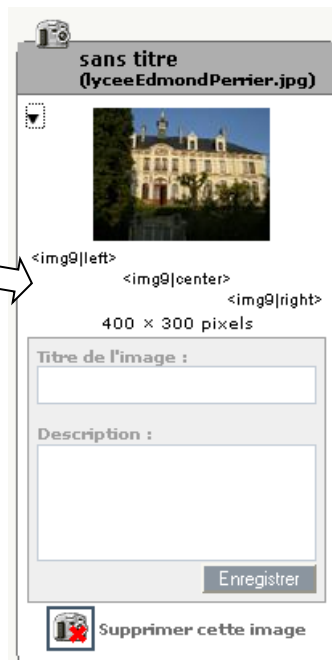 sans titre
(lyceeEdmondPerrier.jpg)
<img9|left>
<img9|center>
<img9|right>
400 × 300 pixels
Titre de l'image :
Description :
Enregistrer
Supprimer cette image